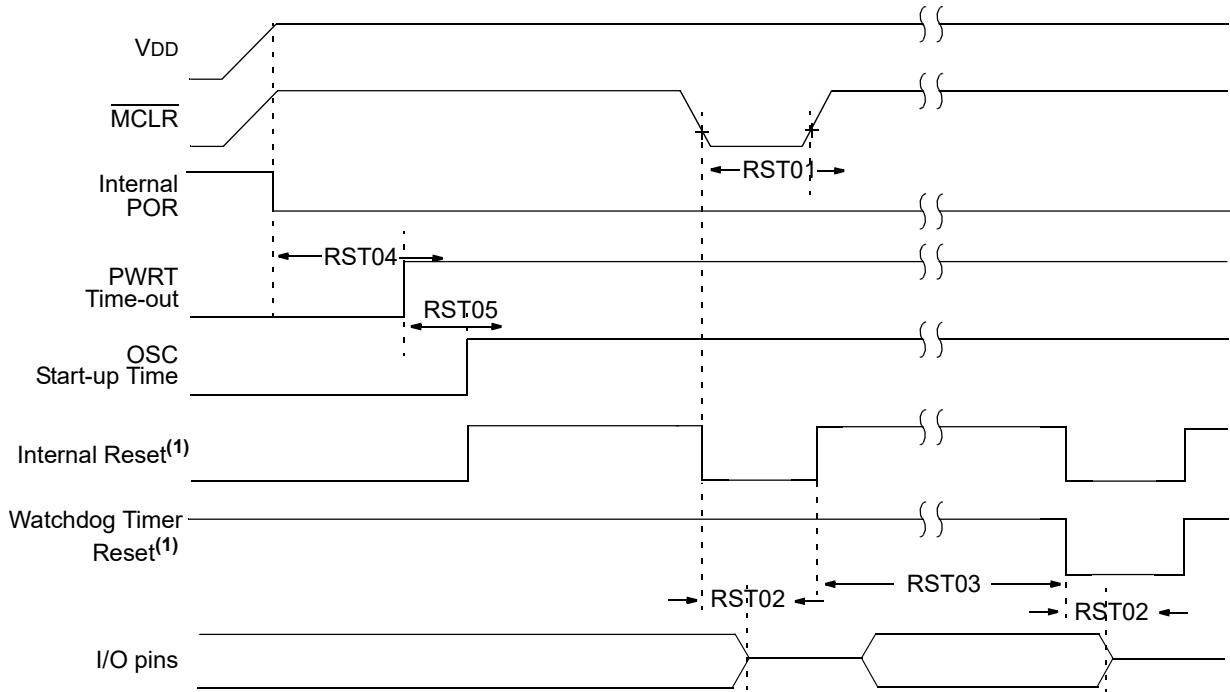 VDD
MCLR
Internal
POR
RST01
RST04
PWRT
Time-out
RST05
OSC
Start-up Time
Internal Reset(1)
Watchdog Timer
Reset(1)
RST02
RST03
RST02
I/O pins